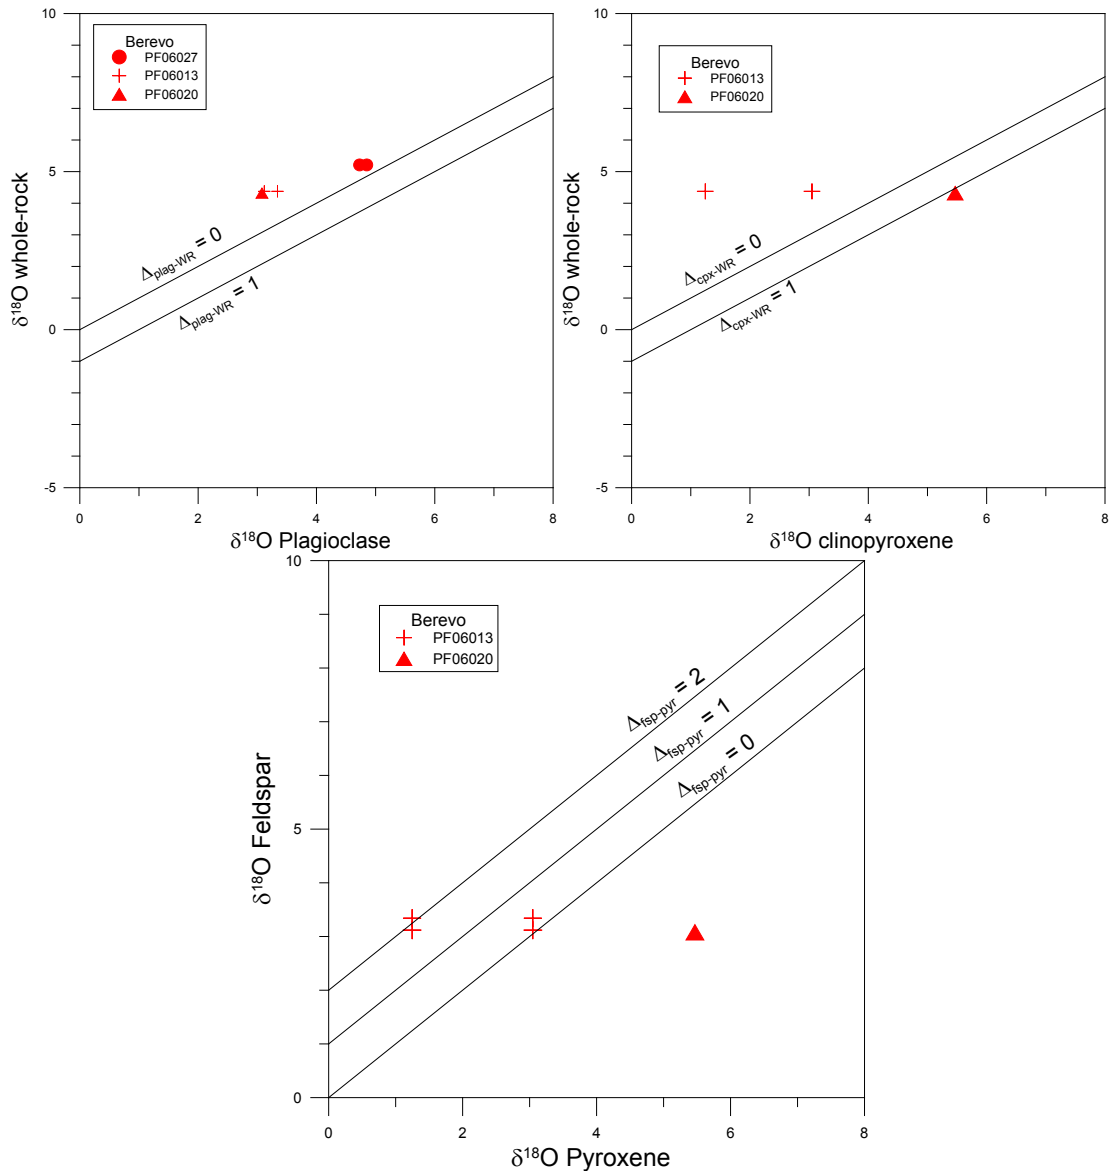 Berevo
PF06027
PF06013
PF06020
10
5
0
-5
δ18O whole-rock
Δplag-WR = 0
Δplag-WR = 1
0 2 4 6 8
δ18O Plagioclase
Berevo
PF06013
PF06020
10
5
0
-5
δ18O whole-rock
Δcpx-WR = 0
Δcpx-WR = 1
0 2 4 6 8
δ18O clinopyroxene
Berevo
PF06013
PF06020
10
5
0
δ18O Feldspar
Δfsp-pyr = 2
Δfsp-pyr = 1
Δfsp-pyr = 0
0 2 4 6 8
δ18O Pyroxene